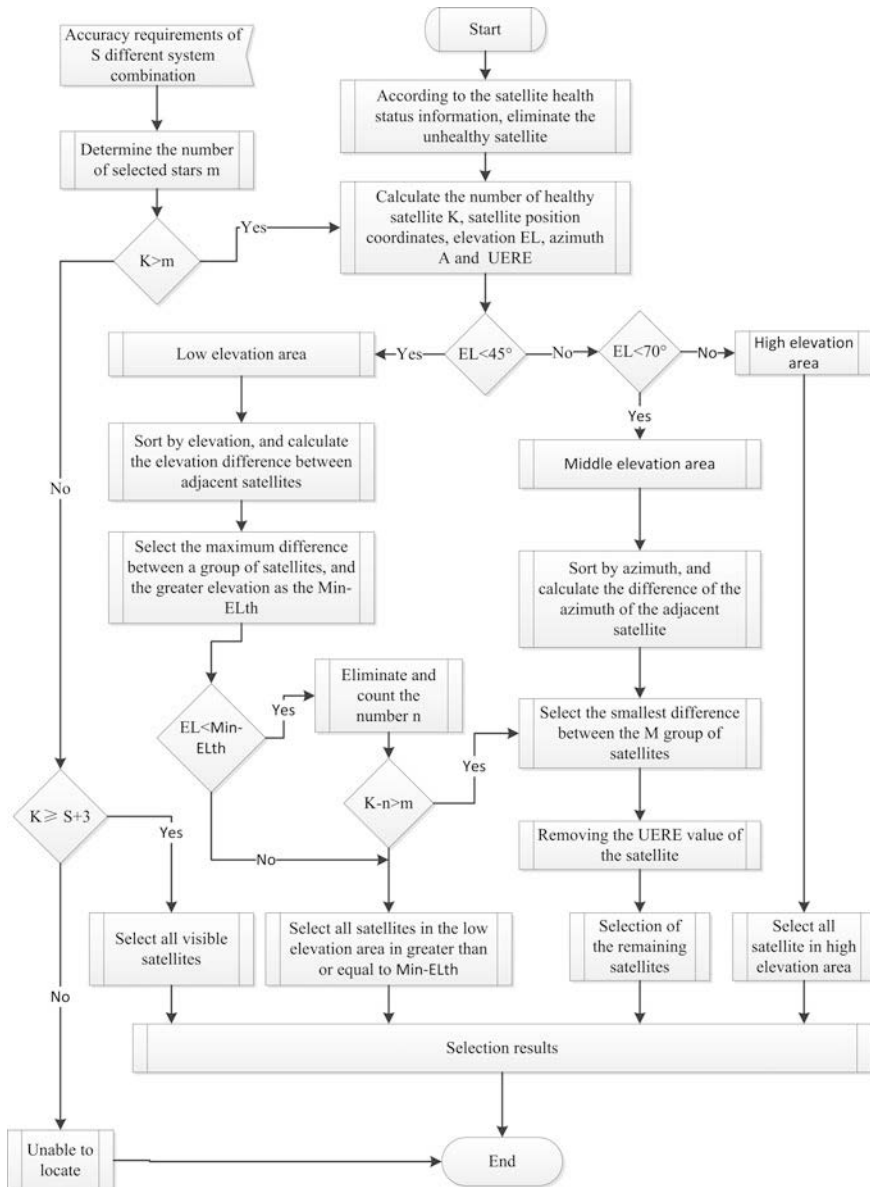 Accuracy requirements of
S different system
combination
Start
According to the satellite health
status information, eliminate the
unhealthy satellite
Determine the number
of selected stars m
Calculate the number of healthy
satellite K, satellite position
coordinates, elevation EL, azimuth
A and UERE
Yes
K>m
Low elevation area
Yes
EL<45°
No
EL<70°
No
High elevation
area
Yes
Sort by elevation, and calculate
the elevation difference between
adjacent satellites
Middle elevation area
No
Select the maximum difference
between a group of satellites, and
the greater elevation as the Min-
ELth
Sort by azimuth, and
calculate the difference of the
azimuth of the adjacent
satellite
Eliminate and
count the
number n
EL<Min-
ELth
Yes
Select the smallest difference
between the M group of
satellites
Yes
K-n>m
K≥ S+3
Yes
Removing the UERE value of
the satellite
No
Select all visible
satellites
Select all satellites in the low
elevation area in greater than
or equal to Min-ELth
Selection of
the remaining
satellites
Select all
satellite in high
elevation area
No
Selection results
Unable to
locate
End